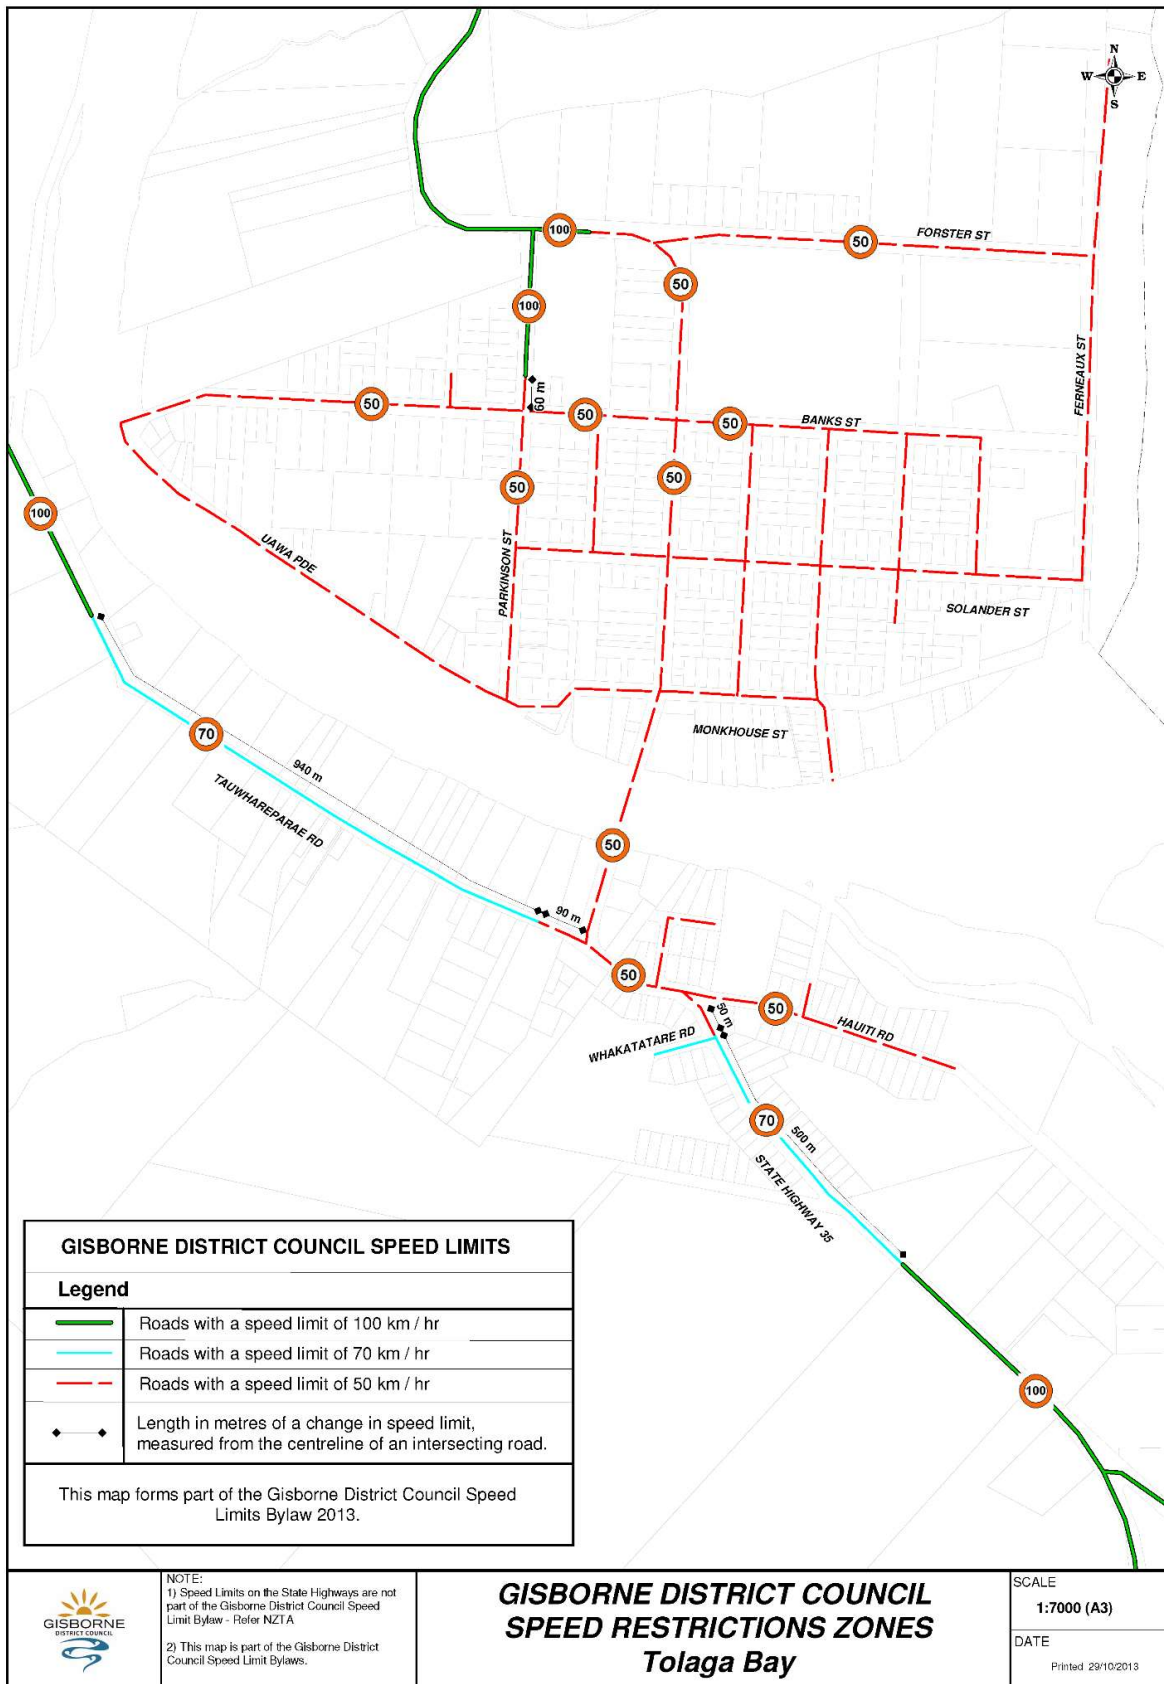 N
W E
S
100
50
FORSTER ST
50
100
FERNEAUX ST
60 m
50
50
50
BANKS ST
50
50
100
UAWA PDE
PARKINSON ST
SOLANDER ST
MONKHOUSE ST
70
940 m
TAUWHAREPARAE RD
50
90 m
50
50 m
50
HAUITI RD
WHAKATATARE RD
70
500 m
STATE HIGHWAY 35
100
GISBORNE DISTRICT COUNCIL SPEED LIMITS
Legend
Roads with a speed limit of 100 km / hr
Roads with a speed limit of 70 km / hr
Roads with a speed limit of 50 km / hr
Length in metres of a change in speed limit,
measured from the centreline of an intersecting road.
This map forms part of the Gisborne District Council Speed
Limits Bylaw 2013.
GISBORNE
DISTRICT COUNCIL
NOTE:
1) Speed Limits on the State Highways are not
part of the Gisborne District Council Speed
Limit Bylaw - Refer NZTA
2) This map is part of the Gisborne District
Council Speed Limit Bylaws.
GISBORNE DISTRICT COUNCIL
SPEED RESTRICTIONS ZONES
Tolaga Bay
SCALE
1:7000 (A3)
DATE
Printed 29/10/2013